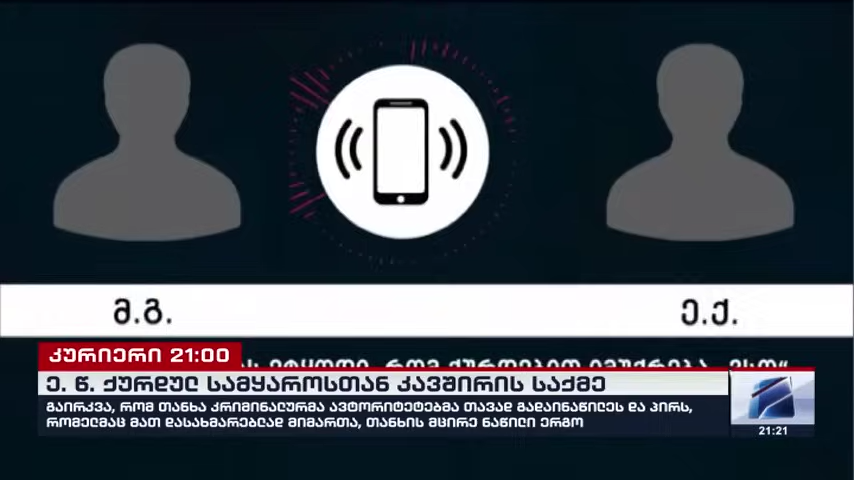 მ.გ.
ე.ქ.
კურიერი 21:00
ე. წ. ქურდულ სამყაროსთან კავშირის საქმე
გაირკვა, რომ თანხა კრიმინალურმა ავტორიტეტებმა თავად გადაინაწილეს და პირს,
რომელმაც მათ დასახმარებლად მიმართა, თანხის მცირე ნაწილი ერგო
21:21